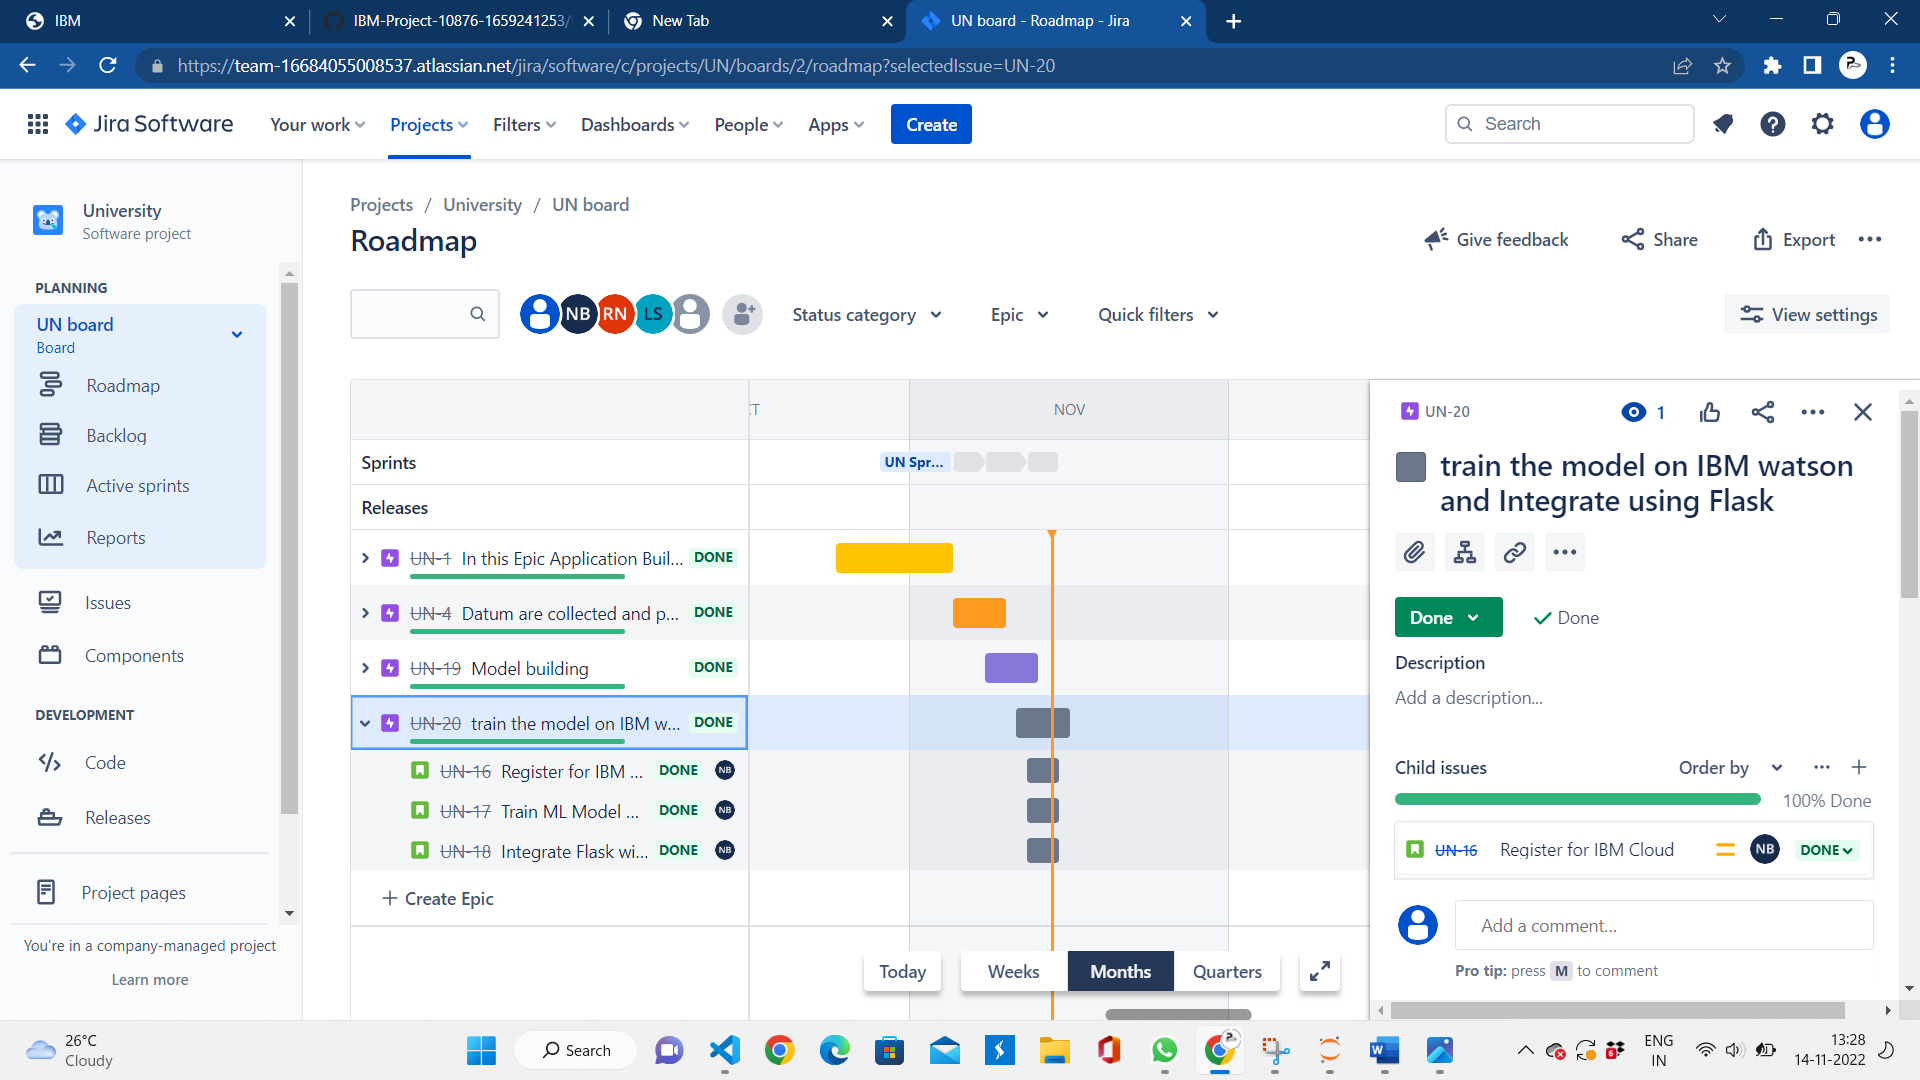 IBM
IBM-Project-10876-1659241253/
New Tab
UN board - Roadmap - Jira
https://team-16684055008537.atlassian.net/jira/software/c/projects/UN/boards/2/roadmap?selectedIssue=UN-20
Jira Software
Your work
Projects
Filters
Dashboards
People
Apps
Create
Search
University
Software project
PLANNING
UN board
Board
Roadmap
Backlog
Active sprints
Reports
Issues
Components
DEVELOPMENT
Code
Releases
Project pages
You're in a company-managed project
Learn more
Projects / University / UN board
Roadmap
Give feedback
Share
Export
NB
RN
LS
Status category
Epic
Quick filters
View settings
NOV
Sprints
UN Spr...
Releases
UN-1 In this Epic Application Buil... DONE
UN-4 Datum are collected and p... DONE
UN-19 Model building DONE
UN-20 train the model on IBM w... DONE
UN-16 Register for IBM ... DONE NB
UN-17 Train ML Model ... DONE NB
UN-18 Integrate Flask wi... DONE NB
+ Create Epic
Today
Weeks
Months
Quarters
UN-20
1
train the model on IBM watson
and Integrate using Flask
Done
Done
Description
Add a description...
Child issues
Order by
100% Done
UN-16 Register for IBM Cloud NB DONE
Add a comment...
Pro tip: press M to comment
26°C
Cloudy
Search
ENG
IN
13:28
14-11-2022